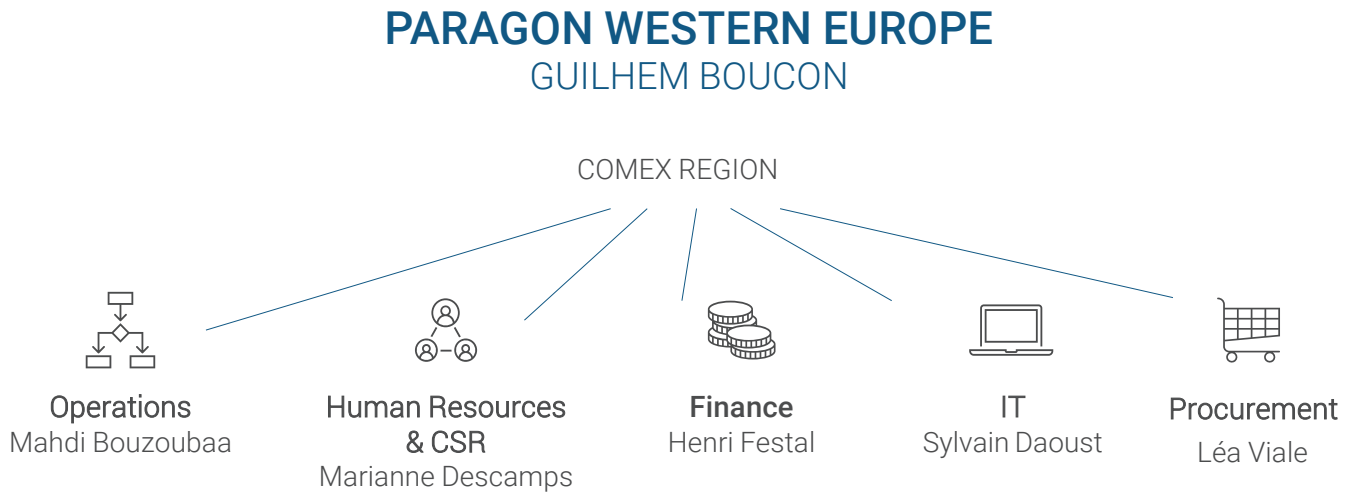 PARAGON WESTERN EUROPE
GUILHEM BOUCON
COMEX REGION
Operations
Mahdi Bouzoubaa
Human Resources
& CSR
Marianne Descamps
Finance
Henri Festal
IT
Sylvain Daoust
Procurement
Léa Viale